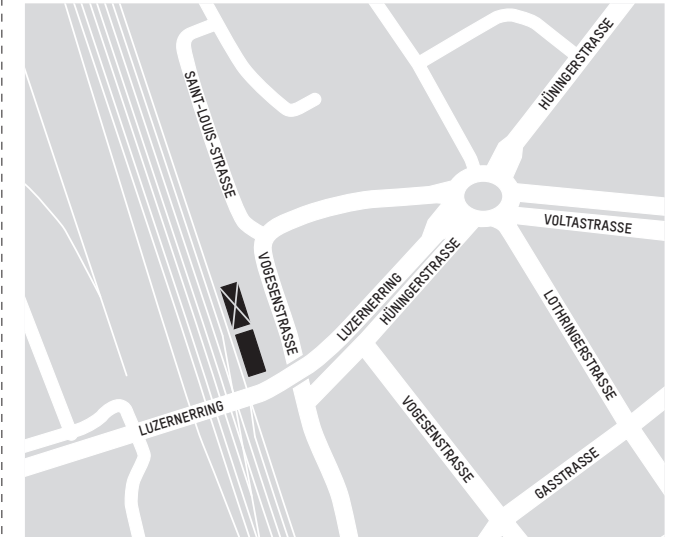 HÜNINGERSTRASSE
SAINT-LOUIS-STRASSE
VOLTASTRASSE
VOGESENSTRASSE
LUZERNERRING
HÜNINGERSTRASSE
LOTHRINGERSTRASSE
LUZERNERRING
VOGESENSTRASSE
GASSTRASSE